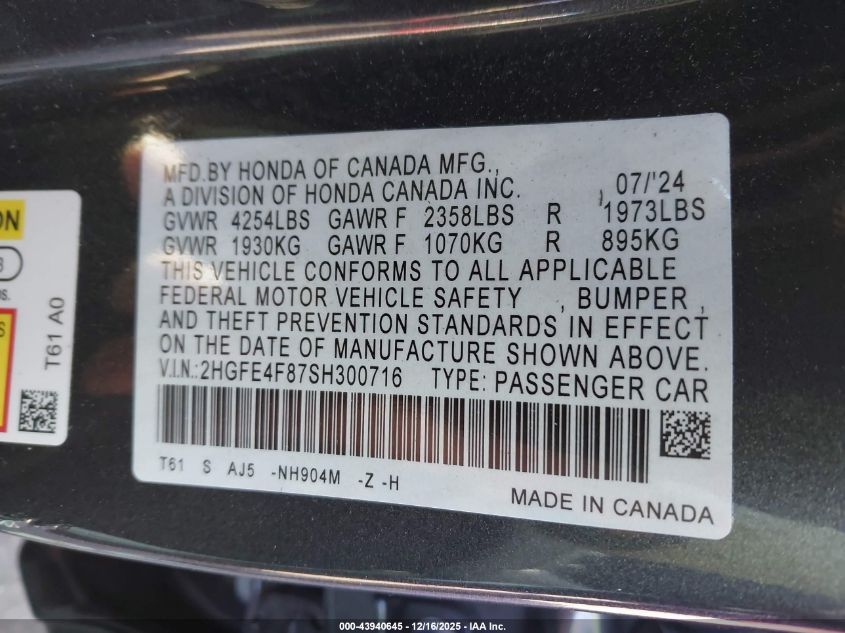 MFD.BY HONDA OF CANADA MFG.,
A DIVISION OF HONDA CANADA INC. 07/'24
GVWR 4254LBS GAWR F 2358LBS R 1973LBS
GVWR 1930KG GAWR F 1070KG R 895KG
THIS VEHICLE CONFORMS TO ALL APPLICABLE
FEDERAL MOTOR VEHICLE SAFETY , BUMPER ,
AND THEFT PREVENTION STANDARDS IN EFFECT
ON THE DATE OF MANUFACTURE SHOWN ABOVE.
V.I.N.:2HGFE4F87SH300716 TYPE: PASSENGER CAR
T61 S AJ5 -NH904M -Z -H
MADE IN CANADA
T61 A0
000-43940645 - 12/16/2025 - IAA Inc.